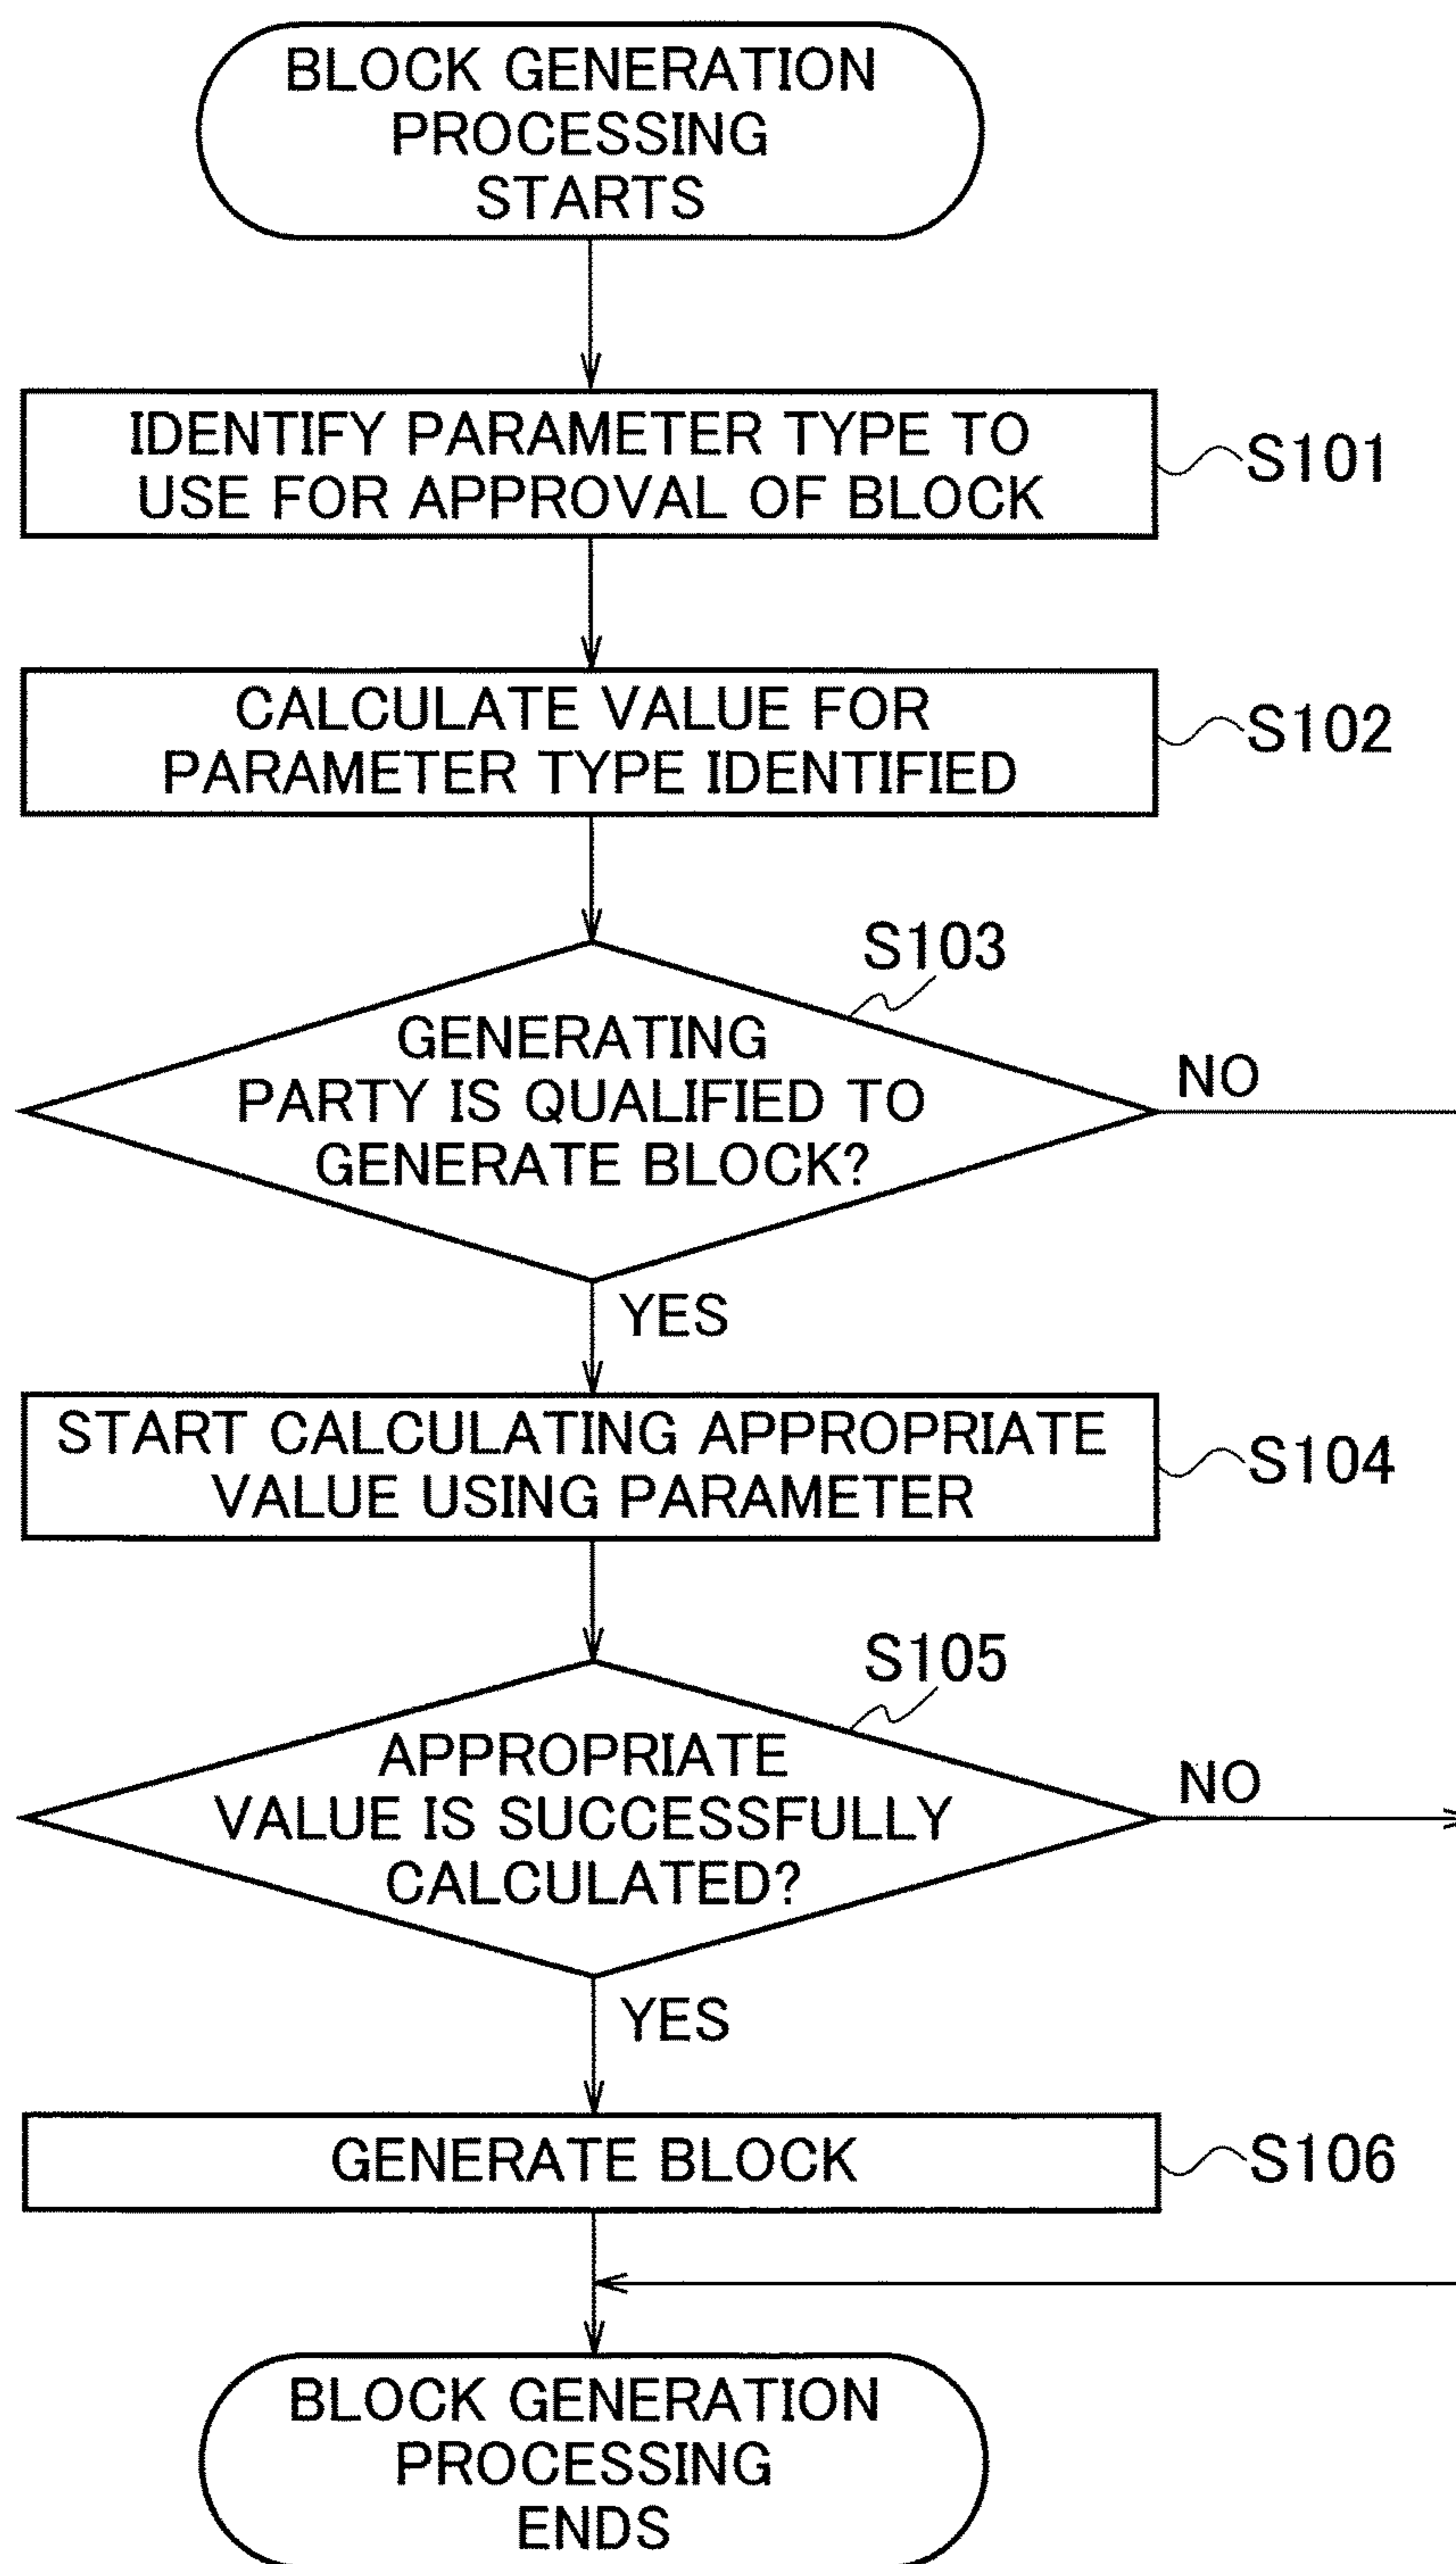 BLOCK GENERATION
PROCESSING
STARTS
IDENTIFY PARAMETER TYPE TO
USE FOR APPROVAL OF BLOCK
S101
CALCULATE VALUE FOR
PARAMETER TYPE IDENTIFIED
S102
S103
GENERATING
PARTY IS QUALIFIED TO
GENERATE BLOCK?
NO
YES
START CALCULATING APPROPRIATE
VALUE USING PARAMETER
S104
S105
APPROPRIATE
VALUE IS SUCCESSFULLY
CALCULATED?
NO
YES
GENERATE BLOCK
S106
BLOCK GENERATION
PROCESSING
ENDS